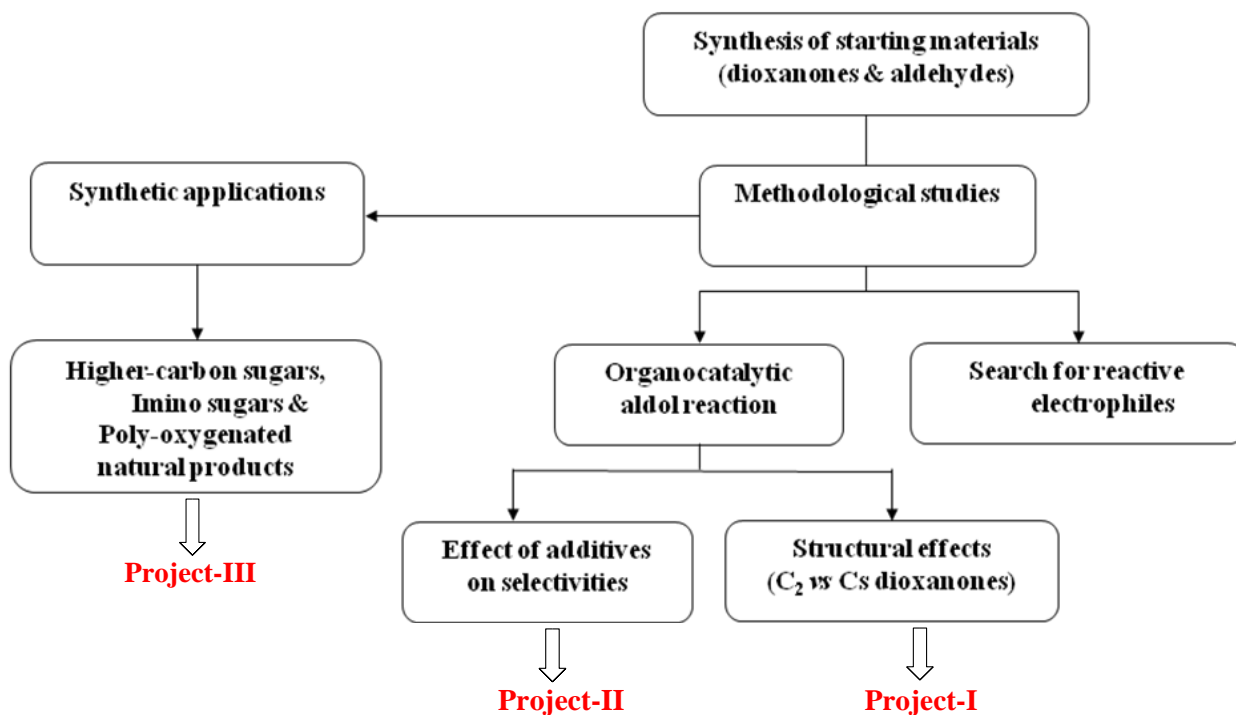 Synthesis of starting materials
(dioxanones & aldehydes)
Synthetic applications
Methodological studies
Higher-carbon sugars,
Imino sugars &
Poly-oxygenated
natural products
Organocatalytic
aldol reaction
Search for reactive
electrophiles
Effect of additives
on selectivities
Structural effects
(C₂ vs Cs dioxanones)
Project-III
Project-II
Project-I